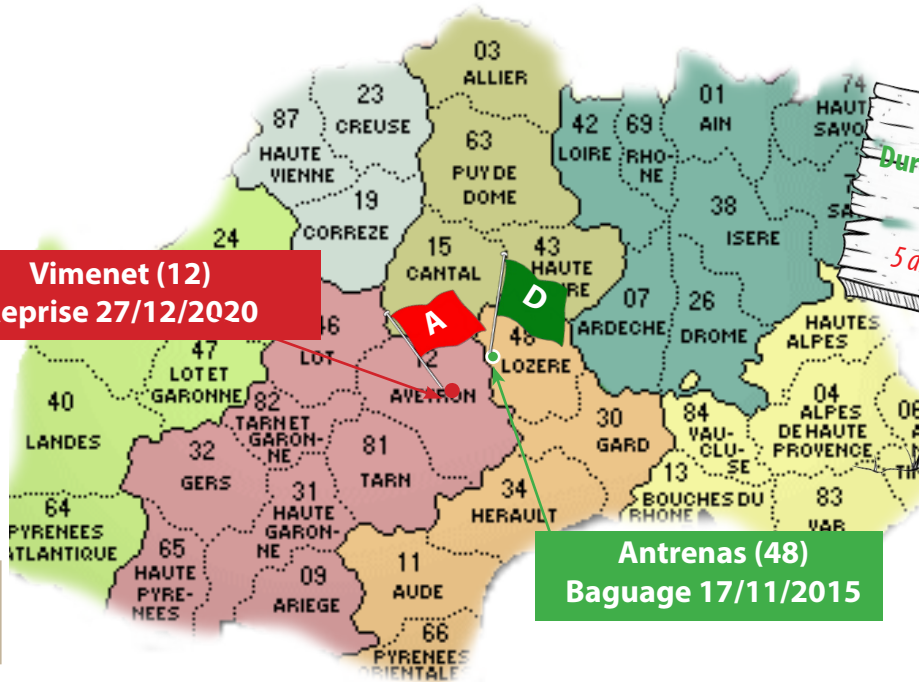 03
ALLIER
23
CREUSE
87
HAUTE
VIENNE
63
PUY DE
DOME
42
LOIRE
69
RHO-
NE
01
AIN
74
HAUT
SAVO
19
CORREZE
38
ISERE
24
15
CANTAL
43
HAUTE
Vimenet (12)
eprise 27/12/2020
A
D
07
ARDECHE
26
DROME
5 a
HAUTES
ALPES
LOT
47
LOT ET
GARONNE
AVEYRON
48
LOZERE
40
LANDES
82
TARN ET
GARON-
NE
81
TARN
30
GARD
84
VAU-
CLU-
SE
04
ALPES
DE HAUTE
PROVENCE
32
GERS
31
HAUTE
GARON-
NE
34
HERAULT
13
BOUCHES DU
RHONE
83
VAR
64
PYRENEES
ATLANTIQUE
65
HAUTE
PYRE-
NEES
09
ARIEGE
11
AUDE
66
PYRENEES
ORIENTALES
Antrenas (48)
Baguage 17/11/2015